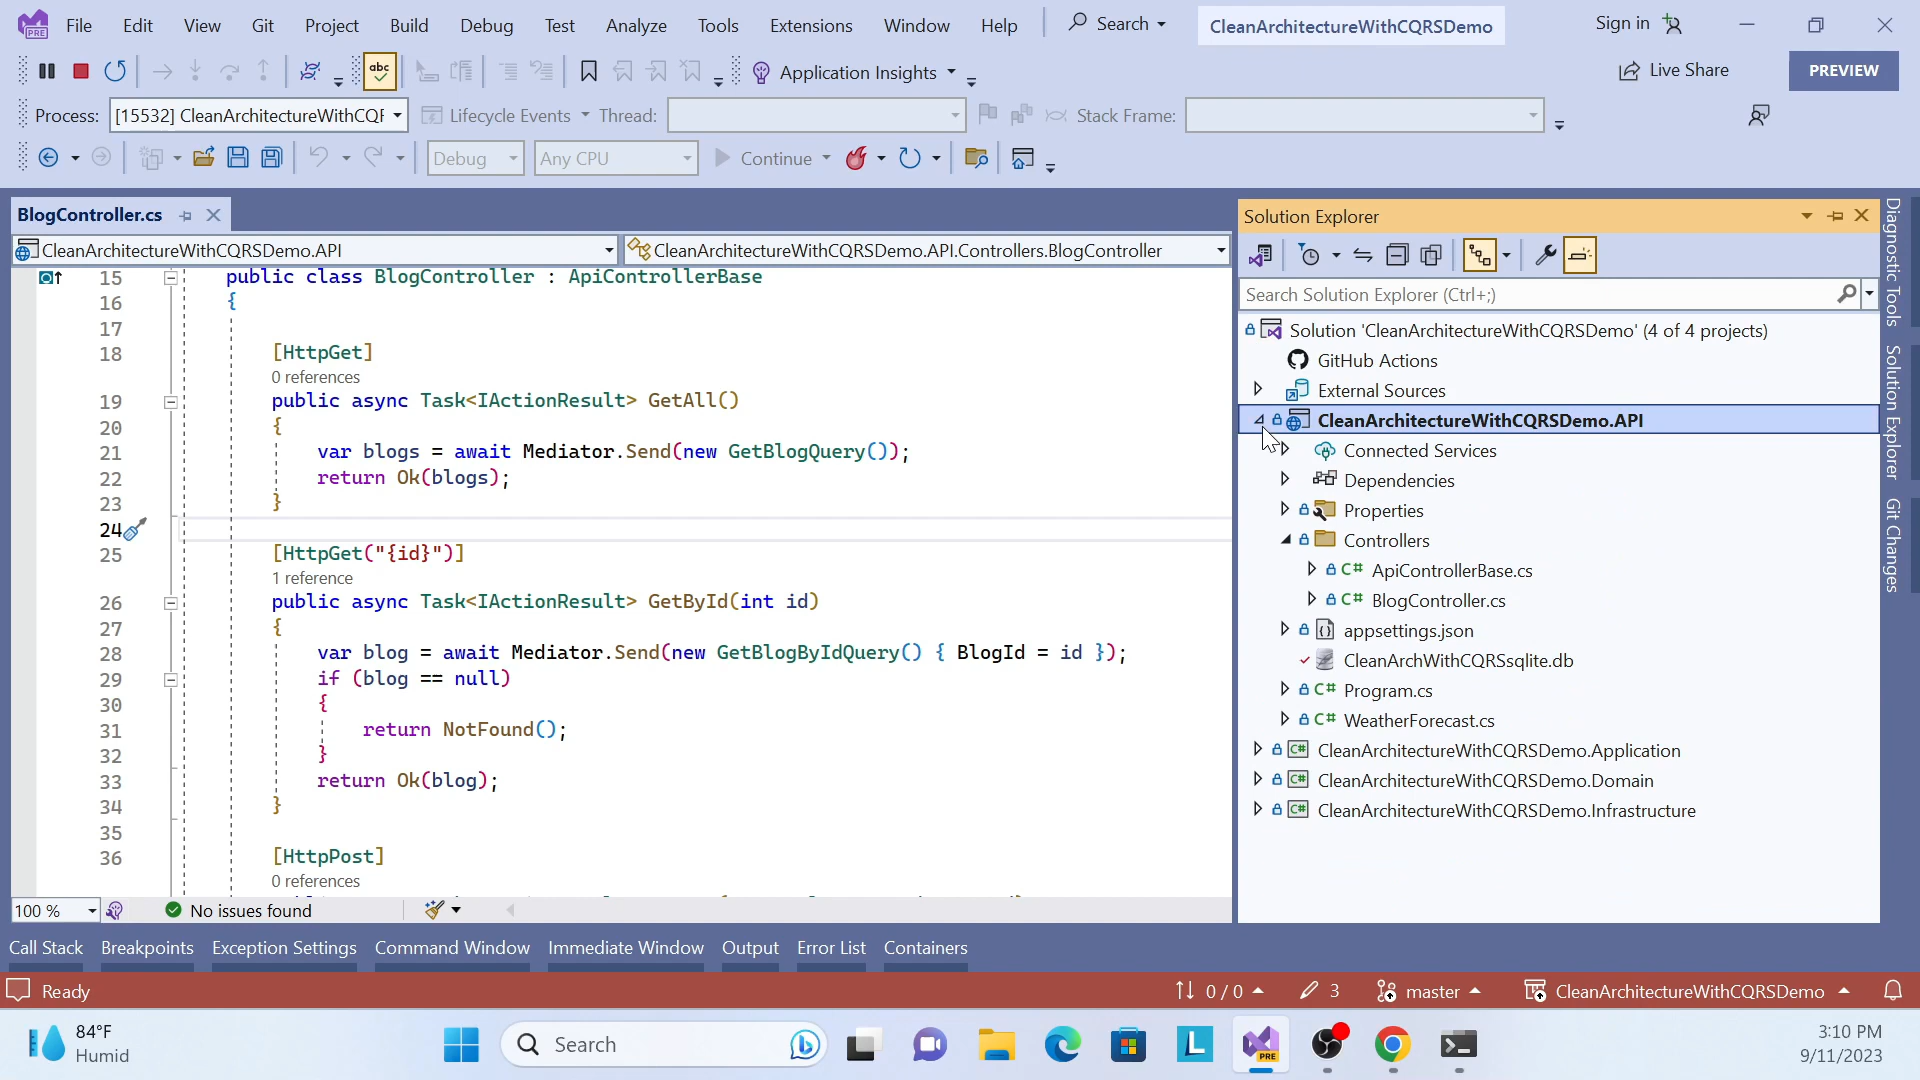 File Edit View Git Project Build Debug Test Analyze Tools Extensions Window Help Search CleanArchitectureWithCQRSDemo Sign in
abc Application Insights Live Share PREVIEW
Process: [15532] CleanArchitectureWithCQF Lifecycle Events Thread: Stack Frame:
Debug Any CPU Continue
BlogController.cs
CleanArchitectureWithCQRSDemo.API CleanArchitectureWithCQRSDemo.API.Controllers.BlogController
15 public class BlogController : ApiControllerBase
16 {
17
18 [HttpGet]
0 references
19 public async Task<IActionResult> GetAll()
20 {
21 var blogs = await Mediator.Send(new GetBlogQuery());
22 return Ok(blogs);
23 }
24
25 [HttpGet("{id}")]
1 reference
26 public async Task<IActionResult> GetById(int id)
27 {
28 var blog = await Mediator.Send(new GetBlogByIdQuery() { BlogId = id });
29 if (blog == null)
30 {
31 return NotFound();
32 }
33 return Ok(blog);
34 }
35
36 [HttpPost]
0 references
100 % No issues found
Solution Explorer
Search Solution Explorer (Ctrl+;)
Solution 'CleanArchitectureWithCQRSDemo' (4 of 4 projects)
GitHub Actions
External Sources
CleanArchitectureWithCQRSDemo.API
Connected Services
Dependencies
Properties
Controllers
C# ApiControllerBase.cs
C# BlogController.cs
appsettings.json
CleanArchWithCQRSsqlite.db
C# Program.cs
C# WeatherForecast.cs
C# CleanArchitectureWithCQRSDemo.Application
C# CleanArchitectureWithCQRSDemo.Domain
C# CleanArchitectureWithCQRSDemo.Infrastructure
Diagnostic Tools
Solution Explorer
Git Changes
Call Stack Breakpoints Exception Settings Command Window Immediate Window Output Error List Containers
Ready 0 / 0 3 master CleanArchitectureWithCQRSDemo
84°F
Humid
Search
PRE
3:10 PM
9/11/2023